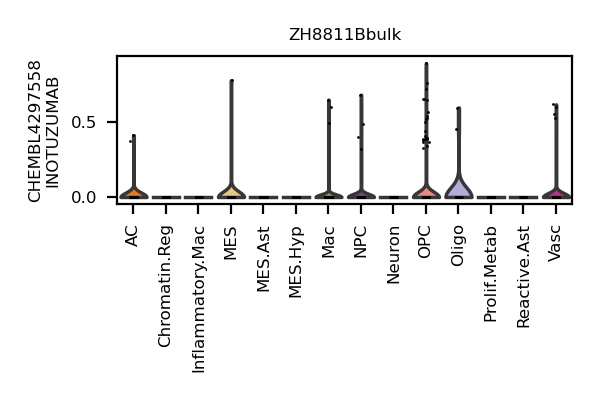 ZH8811Bbulk
CHEMBL4297558
INOTUZUMAB
0.5
0.0
AC
Chromatin.Reg
Inflammatory.Mac
MES
MES.Ast
MES.Hyp
Mac
NPC
Neuron
OPC
Oligo
Prolif.Metab
Reactive.Ast
Vasc